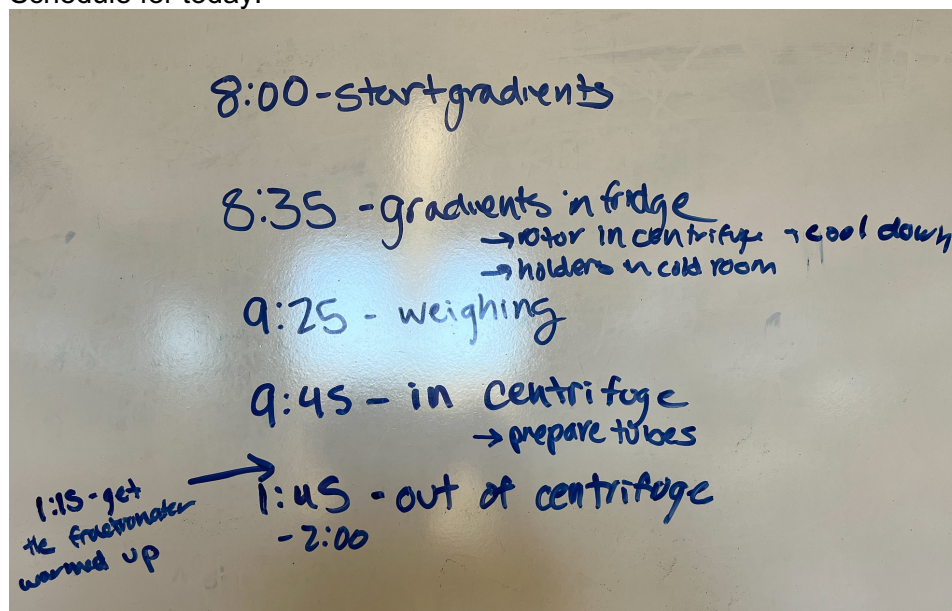 Schedule for today:
8:00 - start gradients
8:35 - gradients in fridge
→ rotor in centrifuge → cool down
→ holders in cold room
9:25 - weighing
9:45 - in centrifuge
→ prepare tubes
1:15 - get
the fractionater
warmed up
1:45 - out of centrifuge
- 2:00